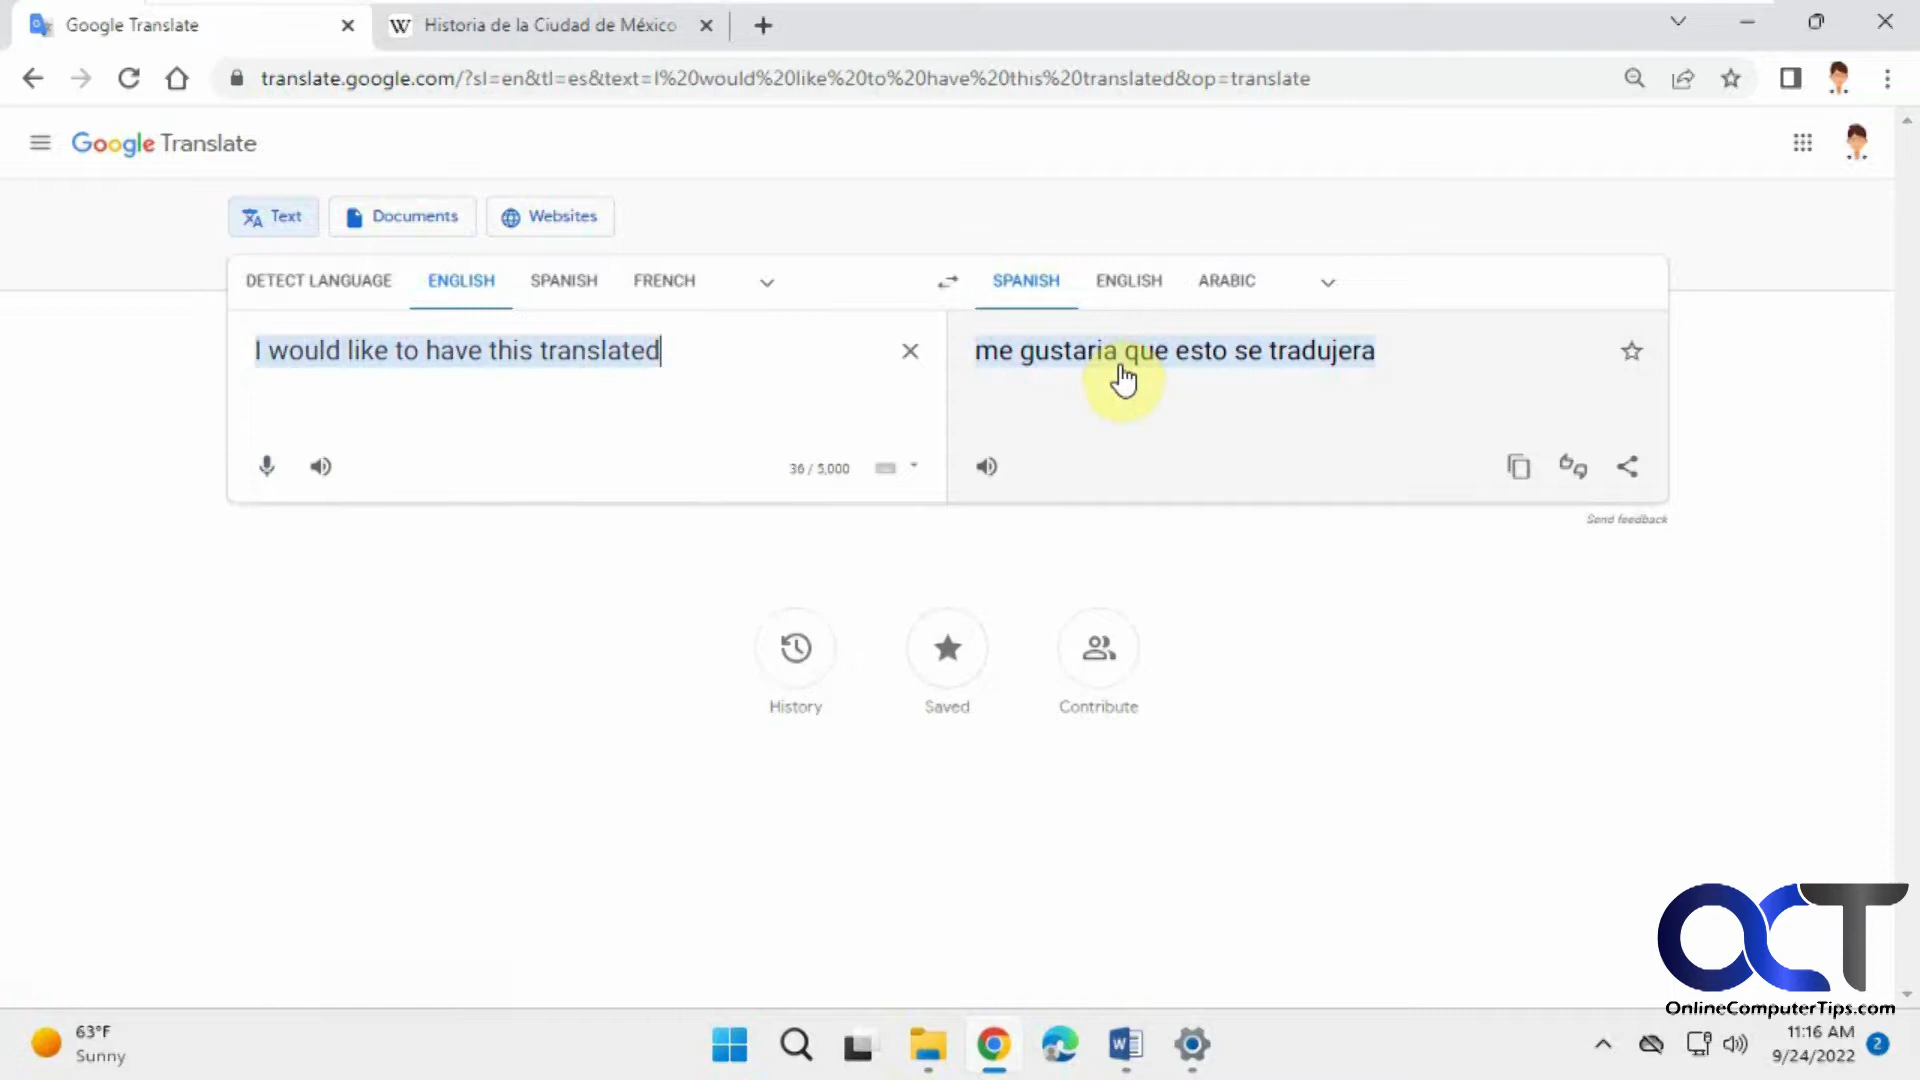 Google Translate
Historia de la Ciudad de México
translate.google.com/?sl=en&tl=es&text=I%20would%20like%20to%20have%20this%20translated&op=translate
Google Translate
Text
Documents
Websites
DETECT LANGUAGE ENGLISH SPANISH FRENCH
SPANISH ENGLISH ARABIC
I would like to have this translated
me gustaria que esto se tradujera
36 / 5,000
Send feedback
History
Saved
Contribute
OCT
OnlineComputerTips.com
63°F
Sunny
11:16 AM
9/24/2022
2